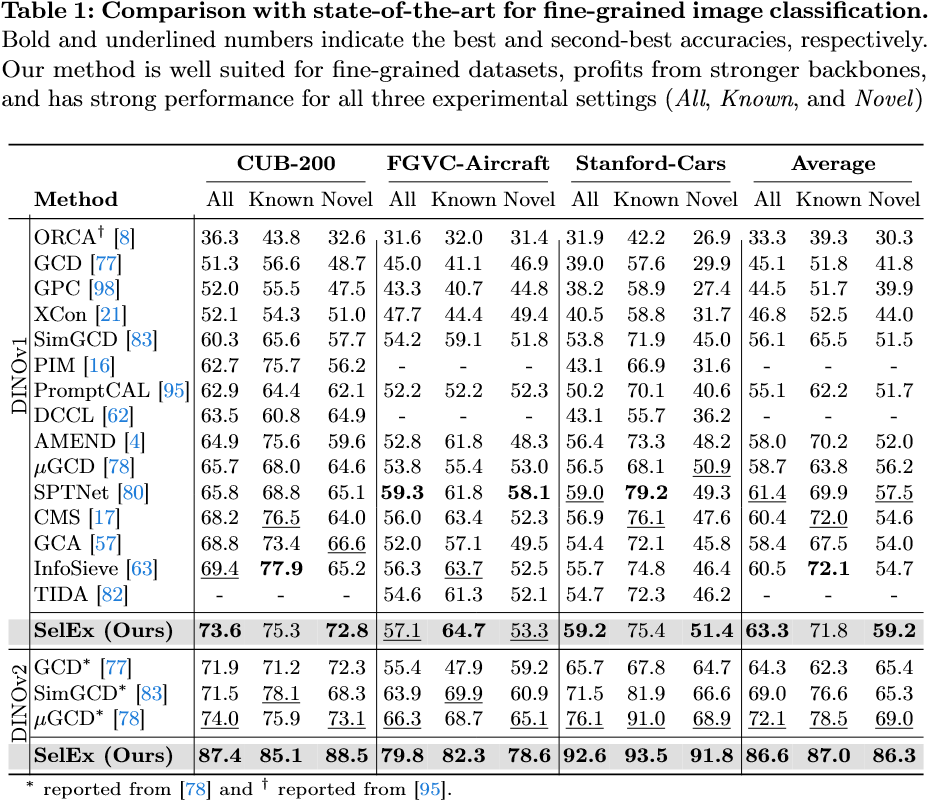 Table 1: Comparison with state-of-the-art for fine-grained image classification.
Bold and underlined numbers indicate the best and second-best accuracies, respectively.
Our method is well suited for fine-grained datasets, profits from stronger backbones,
and has strong performance for all three experimental settings (All, Known, and Novel)
CUB-200 FGVC-Aircraft Stanford-Cars Average
Method All Known Novel All Known Novel All Known Novel All Known Novel
DINOv1
ORCA† [8] 36.3 43.8 32.6 31.6 32.0 31.4 31.9 42.2 26.9 33.3 39.3 30.3
GCD [77] 51.3 56.6 48.7 45.0 41.1 46.9 39.0 57.6 29.9 45.1 51.8 41.8
GPC [98] 52.0 55.5 47.5 43.3 40.7 44.8 38.2 58.9 27.4 44.5 51.7 39.9
XCon [21] 52.1 54.3 51.0 47.7 44.4 49.4 40.5 58.8 31.7 46.8 52.5 44.0
SimGCD [83] 60.3 65.6 57.7 54.2 59.1 51.8 53.8 71.9 45.0 56.1 65.5 51.5
PIM [16] 62.7 75.7 56.2 - - - 43.1 66.9 31.6 - - -
PromptCAL [95] 62.9 64.4 62.1 52.2 52.2 52.3 50.2 70.1 40.6 55.1 62.2 51.7
DCCL [62] 63.5 60.8 64.9 - - - 43.1 55.7 36.2 - - -
AMEND [4] 64.9 75.6 59.6 52.8 61.8 48.3 56.4 73.3 48.2 58.0 70.2 52.0
μGCD [78] 65.7 68.0 64.6 53.8 55.4 53.0 56.5 68.1 50.9 58.7 63.8 56.2
SPTNet [80] 65.8 68.8 65.1 59.3 61.8 58.1 59.0 79.2 49.3 61.4 69.9 57.5
CMS [17] 68.2 76.5 64.0 56.0 63.4 52.3 56.9 76.1 47.6 60.4 72.0 54.6
GCA [57] 68.8 73.4 66.6 52.0 57.1 49.5 54.4 72.1 45.8 58.4 67.5 54.0
InfoSieve [63] 69.4 77.9 65.2 56.3 63.7 52.5 55.7 74.8 46.4 60.5 72.1 54.7
TIDA [82] - - - 54.6 61.3 52.1 54.7 72.3 46.2 - - -
SelEx (Ours) 73.6 75.3 72.8 57.1 64.7 53.3 59.2 75.4 51.4 63.3 71.8 59.2
DINOv2
GCD* [77] 71.9 71.2 72.3 55.4 47.9 59.2 65.7 67.8 64.7 64.3 62.3 65.4
SimGCD* [83] 71.5 78.1 68.3 63.9 69.9 60.9 71.5 81.9 66.6 69.0 76.6 65.3
μGCD* [78] 74.0 75.9 73.1 66.3 68.7 65.1 76.1 91.0 68.9 72.1 78.5 69.0
SelEx (Ours) 87.4 85.1 88.5 79.8 82.3 78.6 92.6 93.5 91.8 86.6 87.0 86.3
* reported from [78] and † reported from [95].